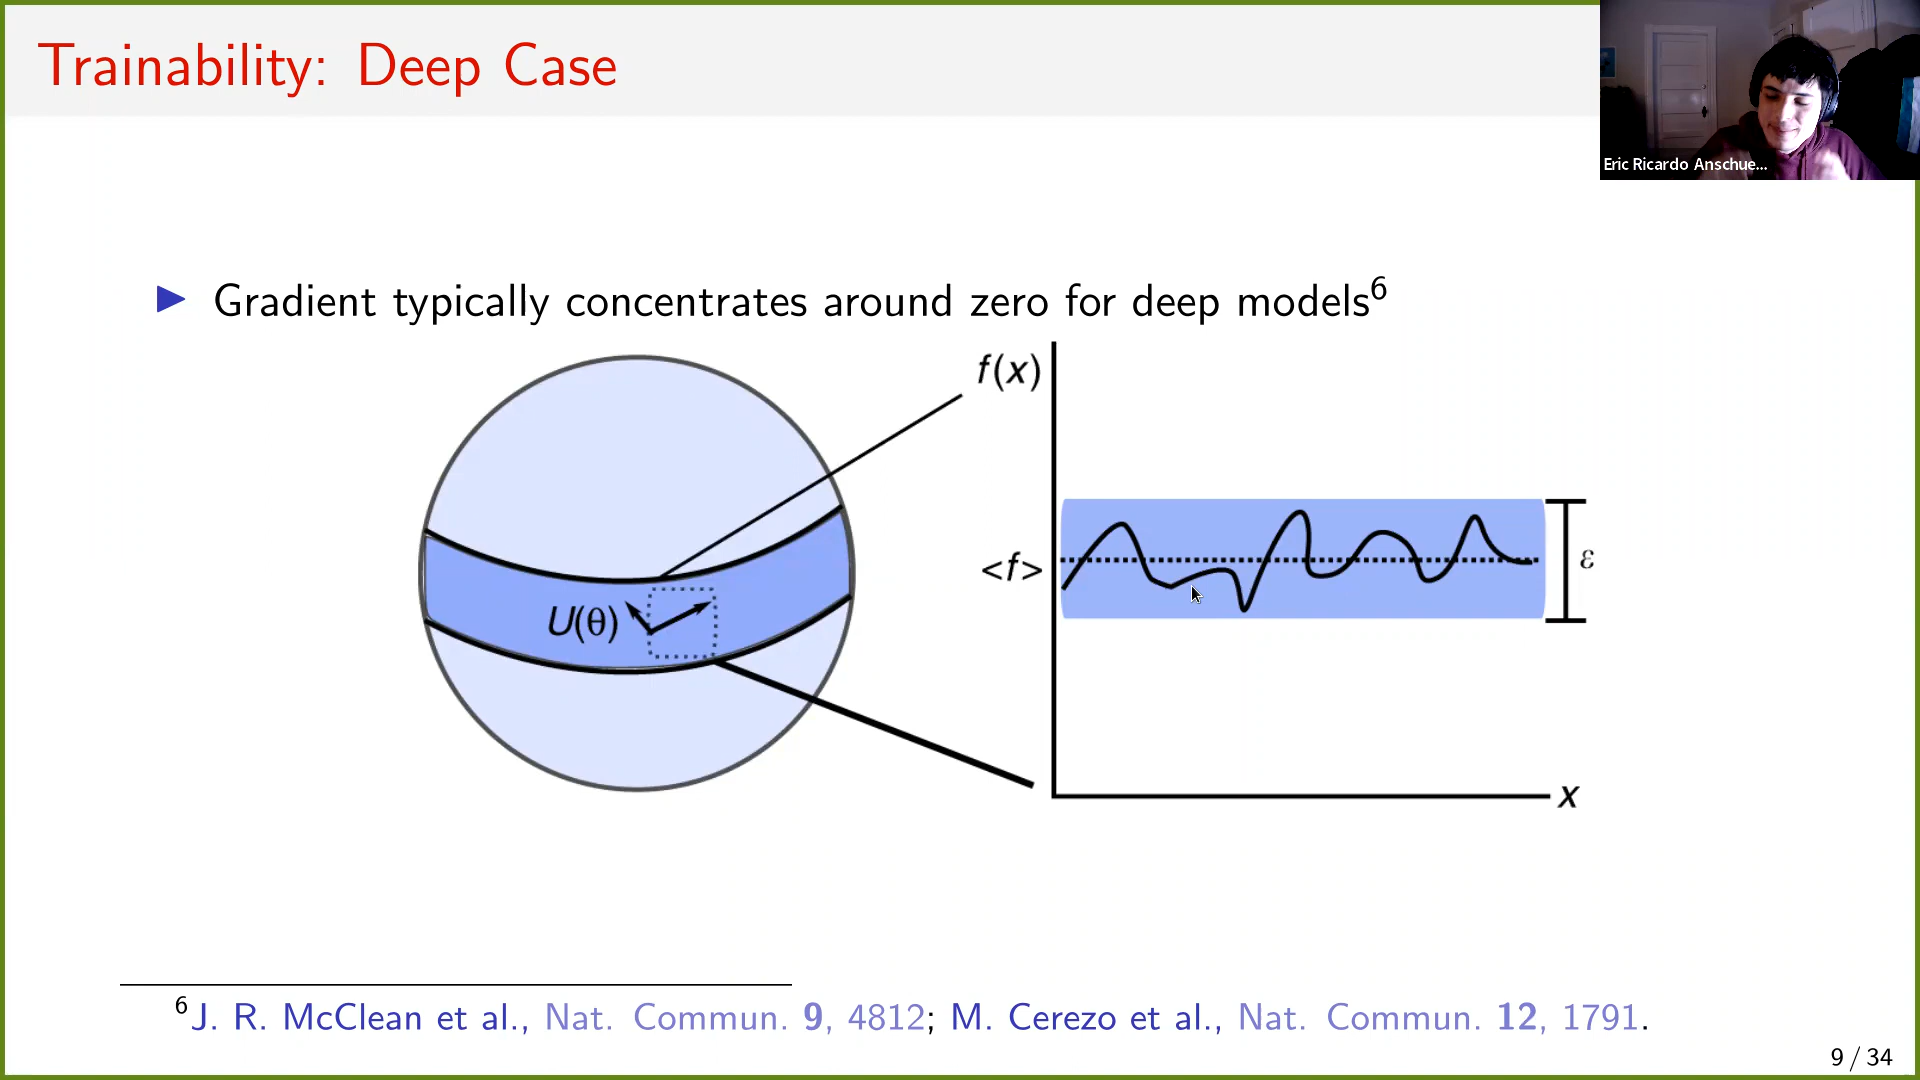 Trainability: Deep Case
Eric Ricardo Anschue...
▶ Gradient typically concentrates around zero for deep models⁶
f(x)
<f>
U(θ)
ε
x
⁶J. R. McClean et al., Nat. Commun. 9, 4812; M. Cerezo et al., Nat. Commun. 12, 1791.
9 / 34